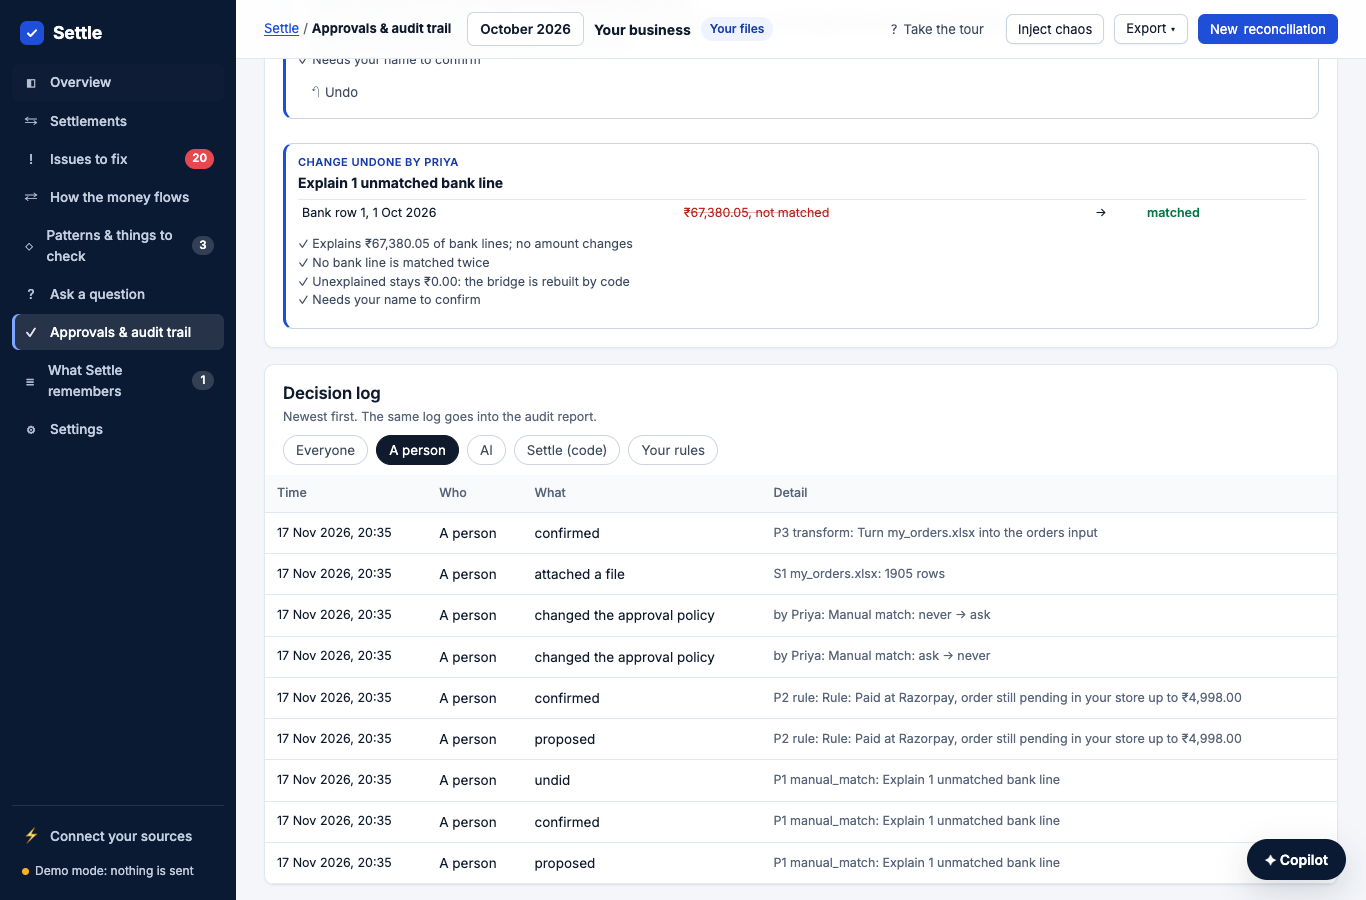 Settle
Overview
Settlements
Issues to fix
20
How the money flows
Patterns & things to
check
3
Ask a question
Approvals & audit trail
What Settle
remembers
1
Settings
Connect your sources
Demo mode: nothing is sent
Settle / Approvals & audit trail
October 2026
Your business
Your files
? Take the tour
Inject chaos
Export
New reconciliation
Needs your name to confirm
Undo
CHANGE UNDONE BY PRIYA
Explain 1 unmatched bank line
Bank row 1, 1 Oct 2026 ₹67,380.05, not matched → matched
✓ Explains ₹67,380.05 of bank lines; no amount changes
✓ No bank line is matched twice
✓ Unexplained stays ₹0.00: the bridge is rebuilt by code
✓ Needs your name to confirm
Decision log
Newest first. The same log goes into the audit report.
Everyone A person AI Settle (code) Your rules
Time Who What Detail
17 Nov 2026, 20:35 A person confirmed P3 transform: Turn my_orders.xlsx into the orders input
17 Nov 2026, 20:35 A person attached a file S1 my_orders.xlsx: 1905 rows
17 Nov 2026, 20:35 A person changed the approval policy by Priya: Manual match: never → ask
17 Nov 2026, 20:35 A person changed the approval policy by Priya: Manual match: ask → never
17 Nov 2026, 20:35 A person confirmed P2 rule: Rule: Paid at Razorpay, order still pending in your store up to ₹4,998.00
17 Nov 2026, 20:35 A person proposed P2 rule: Rule: Paid at Razorpay, order still pending in your store up to ₹4,998.00
17 Nov 2026, 20:35 A person undid P1 manual_match: Explain 1 unmatched bank line
17 Nov 2026, 20:35 A person confirmed P1 manual_match: Explain 1 unmatched bank line
17 Nov 2026, 20:35 A person proposed P1 manual_match: Explain 1 unmatched bank line
Copilot